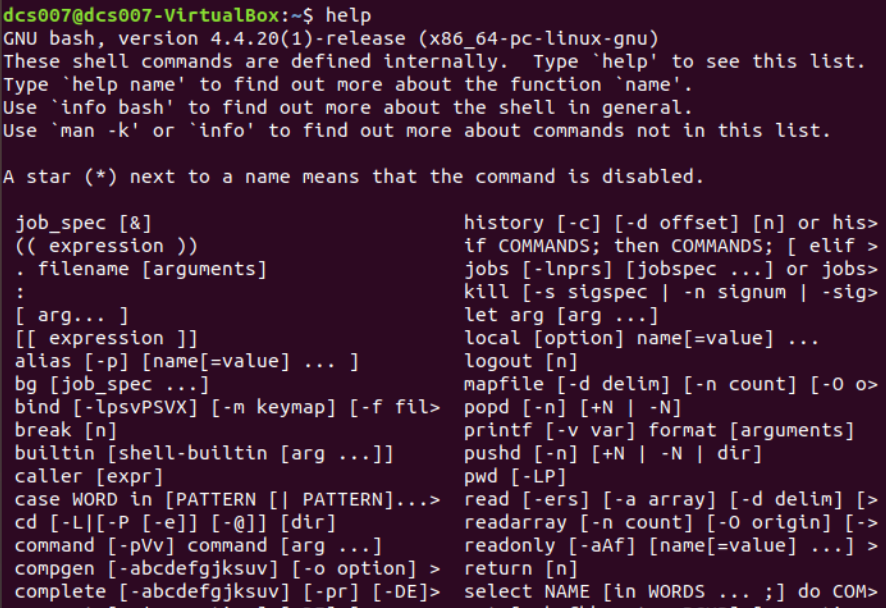 dcs007@dcs007-VirtualBox:~$ help
GNU bash, version 4.4.20(1)-release (x86_64-pc-linux-gnu)
These shell commands are defined internally.  Type `help' to see this list.
Type `help name' to find out more about the function `name'.
Use `info bash' to find out more about the shell in general.
Use `man -k' or `info' to find out more about commands not in this list.
A star (*) next to a name means that the command is disabled.
job_spec [&]
(( expression ))
. filename [arguments]
:
[ arg... ]
[[ expression ]]
alias [-p] [name[=value] ... ]
bg [job_spec ...]
bind [-lpsvPSVX] [-m keymap] [-f fil>
break [n]
builtin [shell-builtin [arg ...]]
caller [expr]
case WORD in [PATTERN [| PATTERN]...>
cd [-L|[-P [-e]] [-@]] [dir]
command [-pVv] command [arg ...]
compgen [-abcdefgjksuv] [-o option] >
complete [-abcdefgjksuv] [-pr] [-DE]>
history [-c] [-d offset] [n] or his>
if COMMANDS; then COMMANDS; [ elif >
jobs [-lnprs] [jobspec ...] or jobs>
kill [-s sigspec | -n signum | -sig>
let arg [arg ...]
local [option] name[=value] ...
logout [n]
mapfile [-d delim] [-n count] [-O o>
popd [-n] [+N | -N]
printf [-v var] format [arguments]
pushd [-n] [+N | -N | dir]
pwd [-LP]
read [-ers] [-a array] [-d delim] [>
readarray [-n count] [-O origin] [->
readonly [-aAf] [name[=value] ...] >
return [n]
select NAME [in WORDS ... ;] do COM>